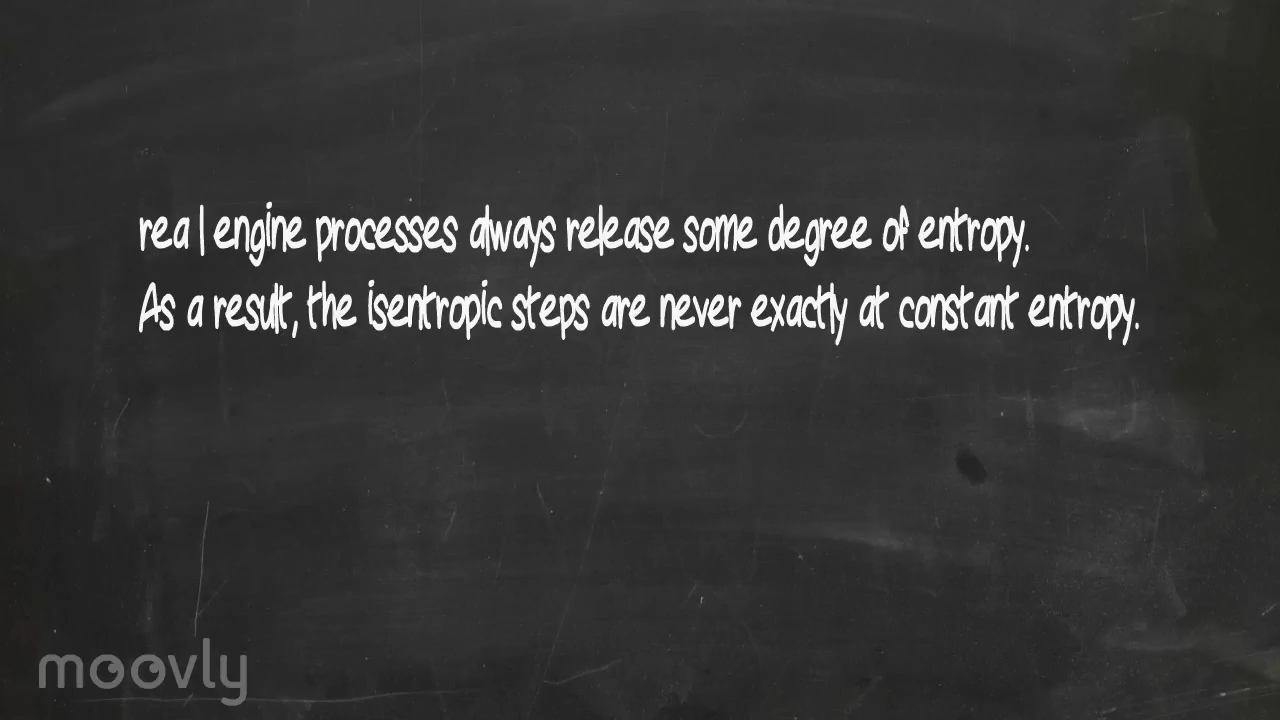 real engine processes always release some degree of entropy.
As a result, the isentropic steps are never exactly at constant entropy.
moovly